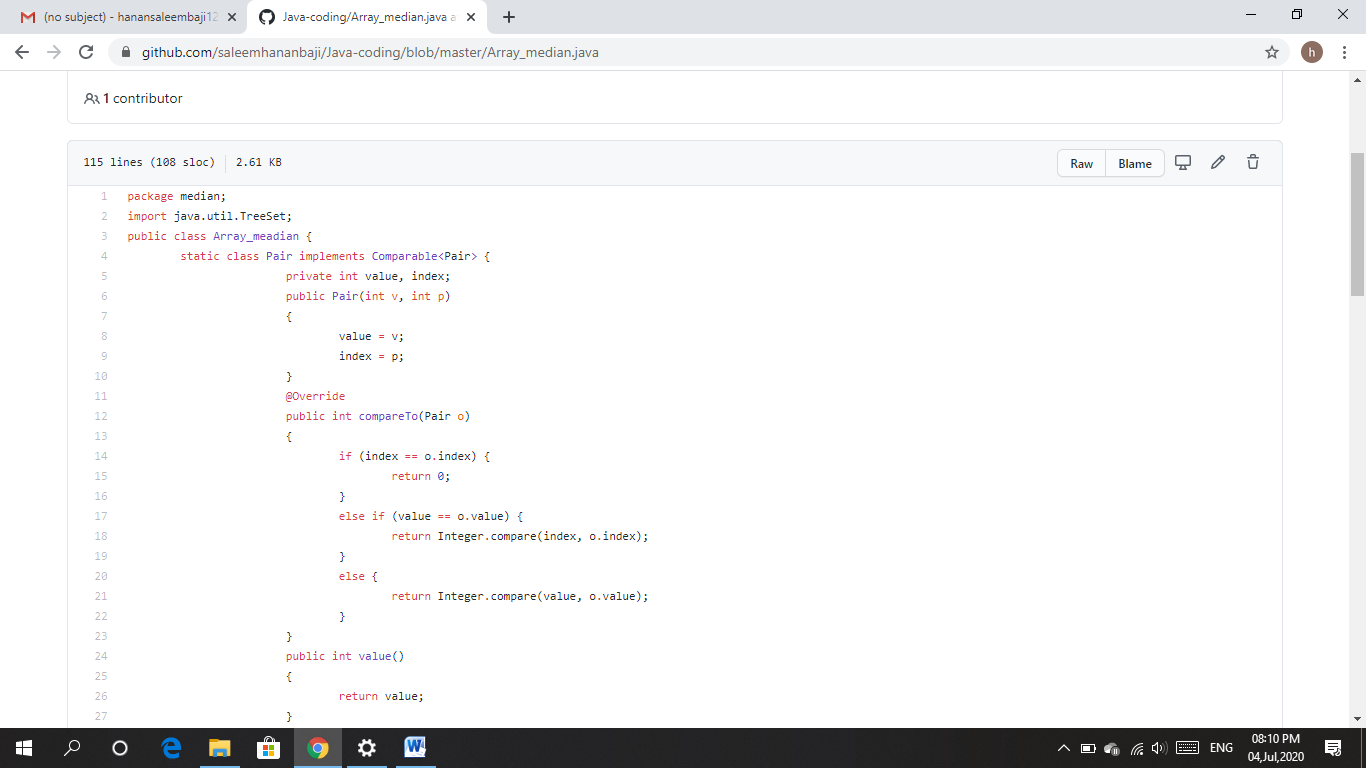 (no subject) - hanansaleembaji12
Java-coding/Array_median.java a
github.com/saleemhananbaji/Java-coding/blob/master/Array_median.java
h
1 contributor
115 lines (108 sloc) 2.61 KB
Raw Blame
1 package median;
2 import java.util.TreeSet;
3 public class Array_meadian {
4 static class Pair implements Comparable<Pair> {
5 private int value, index;
6 public Pair(int v, int p)
7 {
8 value = v;
9 index = p;
10 }
11 @Override
12 public int compareTo(Pair o)
13 {
14 if (index == o.index) {
15 return 0;
16 }
17 else if (value == o.value) {
18 return Integer.compare(index, o.index);
19 }
20 else {
21 return Integer.compare(value, o.value);
22 }
23 }
24 public int value()
25 {
26 return value;
27 }
ENG
08:10 PM
04,Jul,2020